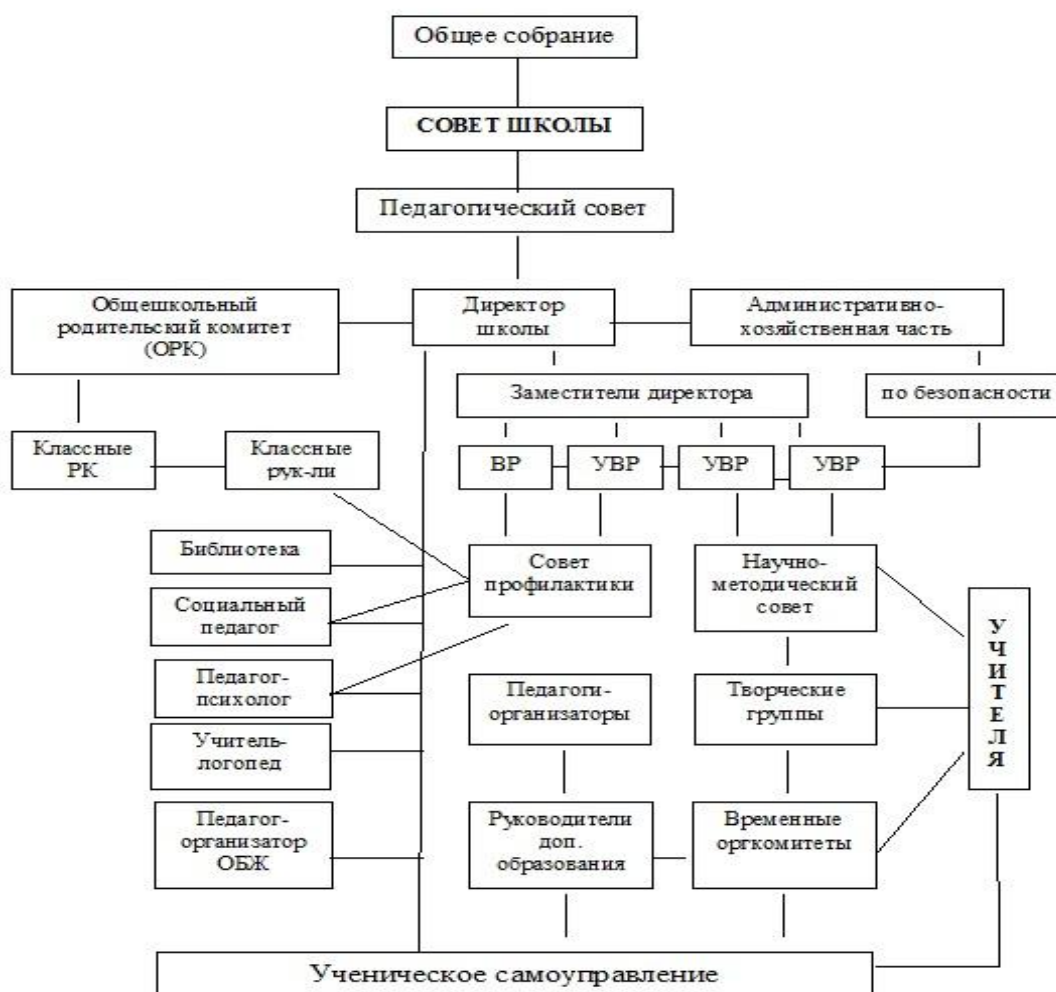 Общее собрание
СОВЕТ ШКОЛЫ
Педагогический совет
Общешкольный
родительский комитет
(ОРК)
Директор
школы
Административно-
хозяйственная часть
Заместители директора
по безопасности
Классные
РК
Классные
рук-ли
ВР
УВР
УВР
УВР
Библиотека
Совет
профилактики
Научно-
методический
совет
Социальный
педагог
УЧИТЕЛЯ
Педагог-
психолог
Педагоги-
организаторы
Творческие
группы
Учитель-
логопед
Педагог-
организатор
ОБЖ
Руководители
доп.
образования
Временные
оргкомитеты
Ученическое самоуправление